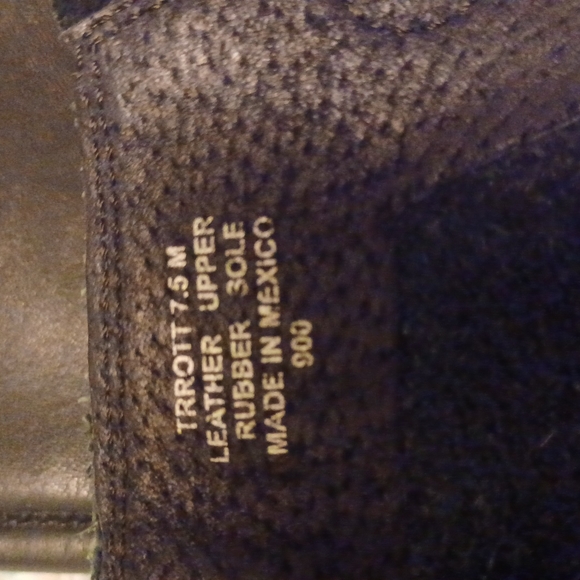 TRROTT 7.5 M
LEATHER UPPER
RUBBER SOLE
MADE IN MEXICO
900